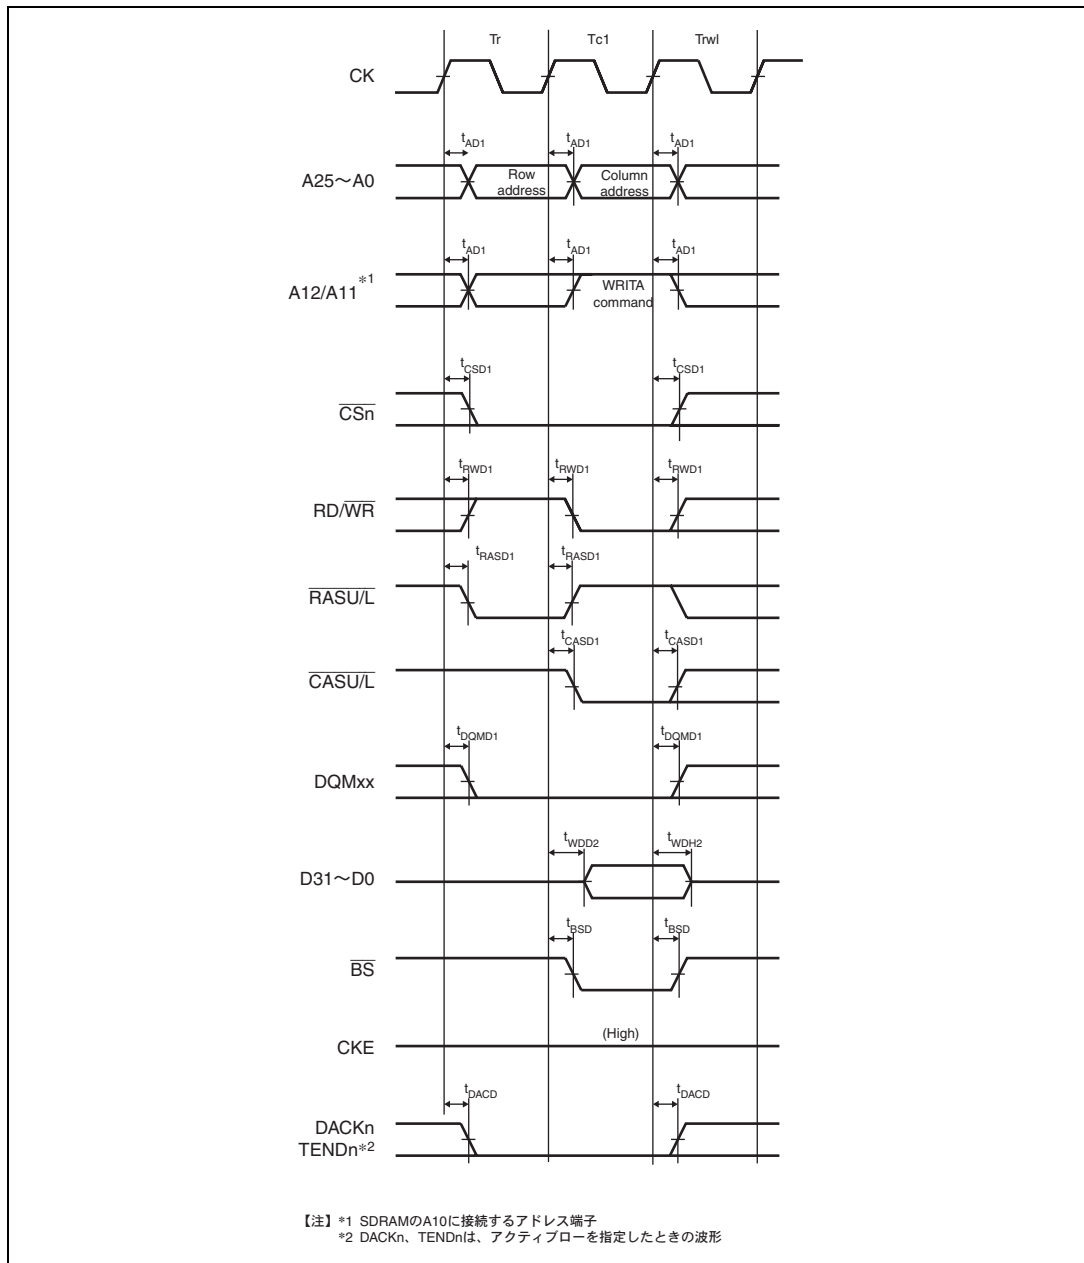 Tr Tc1 Trwl
CK
tAD1 tAD1 tAD1
A25〜A0 Row address Column address
tAD1 tAD1 tAD1
A12/A11*1 WRITA command
tCSD1 tCSD1
CSn
tRWD1 tRWD1 tRWD1
RD/WR
tRASD1 tRASD1
RASU/L
tCASD1 tCASD1
CASU/L
tDQMD1 tDQMD1
DQMxx
tWDD2 tWDH2
D31〜D0
tBSD tBSD
BS
(High)
CKE
tDACD tDACD
DACKn
TENDn*2
【注】*1 SDRAMのA10に接続するアドレス端子
*2 DACKn、TENDnは、アクティブローを指定したときの波形